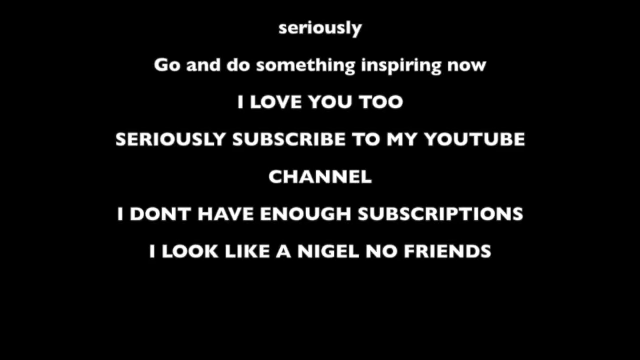 seriously
Go and do something inspiring now
I LOVE YOU TOO
SERIOUSLY SUBSCRIBE TO MY YOUTUBE
CHANNEL
I DONT HAVE ENOUGH SUBSCRIPTIONS
I LOOK LIKE A NIGEL NO FRIENDS